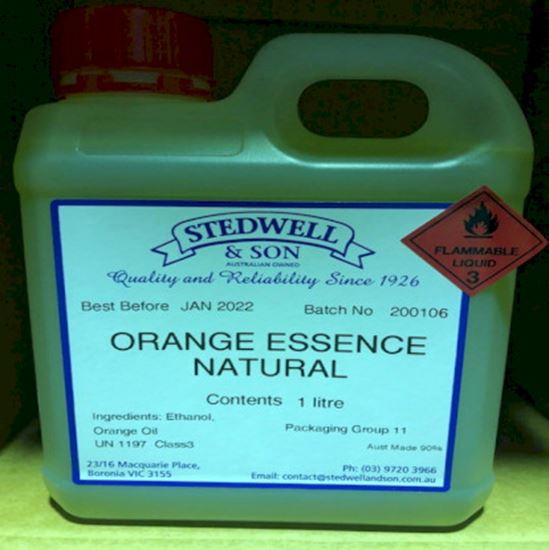 STEDWELL
& SON
AUSTRALIAN OWNED
Quality and Reliability Since 1926
FLAMMABLE
LIQUID
3
Best Before JAN 2022 Batch No 200106
ORANGE ESSENCE
NATURAL
Contents 1 litre
Ingredients: Ethanol,
Orange Oil Packaging Group 11
UN 1197 Class3 Aust Made 90%
23/16 Macquarie Place, Ph: (03) 9720 3966
Boronia VIC 3155 Email: contact@stedwellandson.com.au